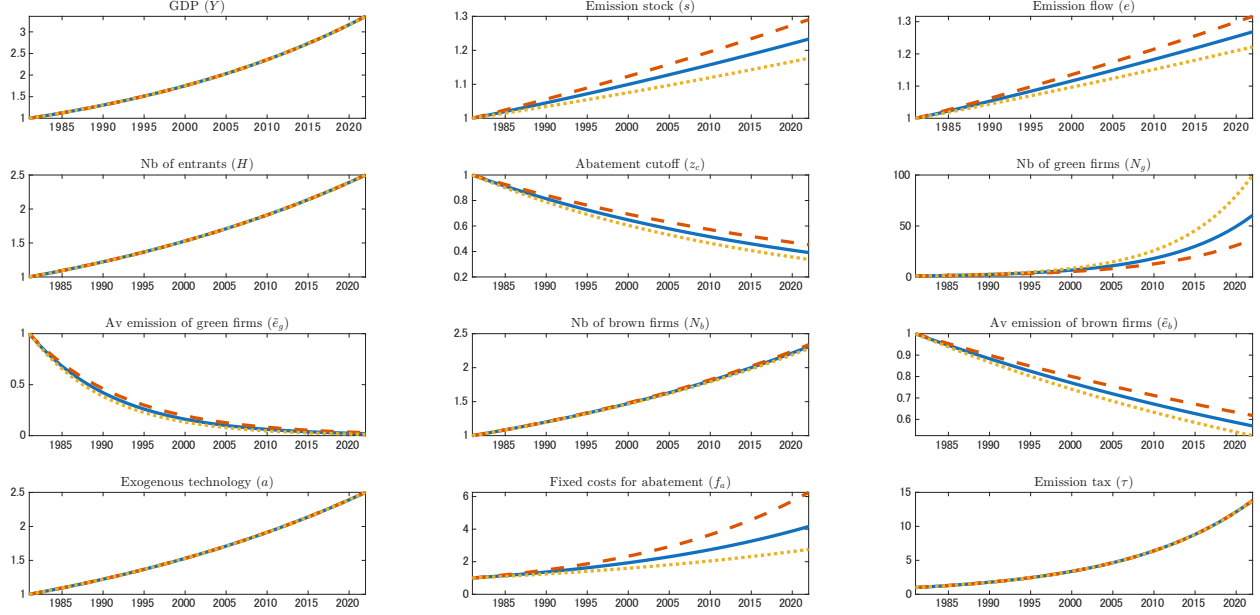 GDP (Y)
3
2.5
2
1.5
1
1985 1990 1995 2000 2005 2010 2015 2020
Emission stock (s)
1.3
1.2
1.1
1
1985 1990 1995 2000 2005 2010 2015 2020
Emission flow (e)
1.3
1.2
1.1
1
1985 1990 1995 2000 2005 2010 2015 2020
Nb of entrants (H)
2.5
2
1.5
1
1985 1990 1995 2000 2005 2010 2015 2020
Abatement cutoff (z_c)
1
0.8
0.6
0.4
0.2
1985 1990 1995 2000 2005 2010 2015 2020
Nb of green firms (N_g)
100
50
0
1985 1990 1995 2000 2005 2010 2015 2020
Av emission of green firms (ẽ_g)
1
0.5
0
1985 1990 1995 2000 2005 2010 2015 2020
Nb of brown firms (N_b)
2.5
2
1.5
1
1985 1990 1995 2000 2005 2010 2015 2020
Av emission of brown firms (ẽ_b)
1
0.9
0.8
0.7
0.6
1985 1990 1995 2000 2005 2010 2015 2020
Exogenous technology (a)
2.5
2
1.5
1
1985 1990 1995 2000 2005 2010 2015 2020
Fixed costs for abatement (f_a)
6
4
2
0
1985 1990 1995 2000 2005 2010 2015 2020
Emission tax (τ)
15
10
5
0
1985 1990 1995 2000 2005 2010 2015 2020